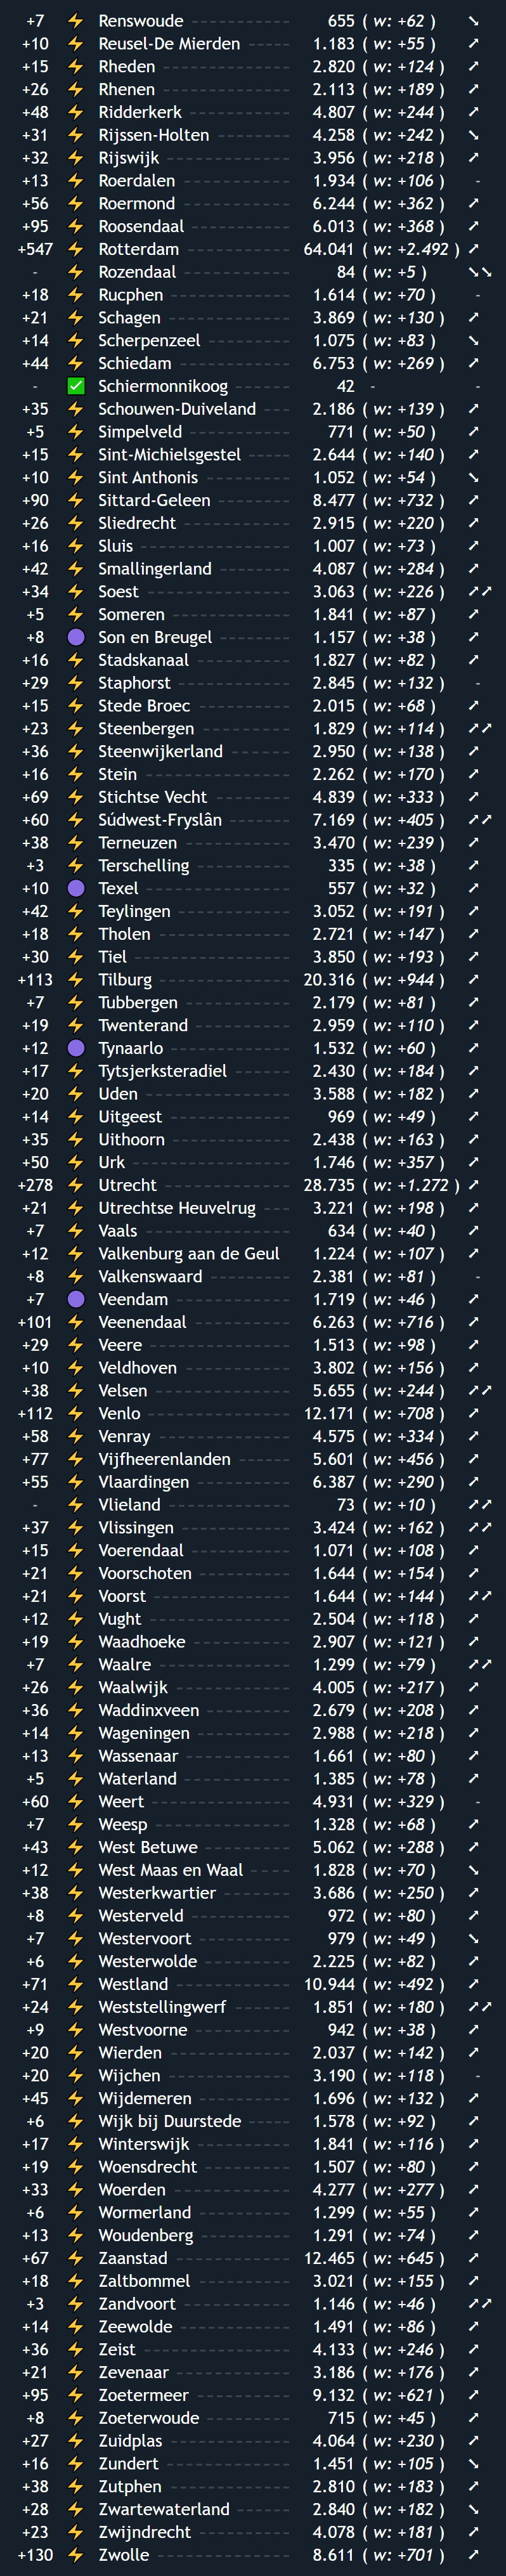 +7 ⚡ Renswoude 655 ( w: +62 ) ➘
+10 ⚡ Reusel-De Mierden 1.183 ( w: +55 ) ➚
+15 ⚡ Rheden 2.820 ( w: +124 ) ➚
+26 ⚡ Rhenen 2.113 ( w: +189 ) ➚
+48 ⚡ Ridderkerk 4.807 ( w: +244 ) ➚
+31 ⚡ Rijssen-Holten 4.258 ( w: +242 ) ➘
+32 ⚡ Rijswijk 3.956 ( w: +218 ) ➚
+13 ⚡ Roerdalen 1.934 ( w: +106 ) -
+56 ⚡ Roermond 6.244 ( w: +362 ) ➚
+95 ⚡ Roosendaal 6.013 ( w: +368 ) ➚
+547 ⚡ Rotterdam 64.041 ( w: +2.492 ) ➚
- ⚡ Rozendaal 84 ( w: +5 ) ➘➘
+18 ⚡ Rucphen 1.614 ( w: +70 ) -
+21 ⚡ Schagen 3.869 ( w: +130 ) ➚
+14 ⚡ Scherpenzeel 1.075 ( w: +83 ) ➘
+44 ⚡ Schiedam 6.753 ( w: +269 ) ➚
- ✅ Schiermonnikoog 42 - -
+35 ⚡ Schouwen-Duiveland 2.186 ( w: +139 ) ➚
+5 ⚡ Simpelveld 771 ( w: +50 ) ➚
+15 ⚡ Sint-Michielsgestel 2.644 ( w: +140 ) ➚
+10 ⚡ Sint Anthonis 1.052 ( w: +54 ) ➘
+90 ⚡ Sittard-Geleen 8.477 ( w: +732 ) ➚
+26 ⚡ Sliedrecht 2.915 ( w: +220 ) ➚
+16 ⚡ Sluis 1.007 ( w: +73 ) ➚
+42 ⚡ Smallingerland 4.087 ( w: +284 ) ➚
+34 ⚡ Soest 3.063 ( w: +226 ) ➚➚
+5 ⚡ Someren 1.841 ( w: +87 ) ➚
+8 🟣 Son en Breugel 1.157 ( w: +38 ) ➚
+16 ⚡ Stadskanaal 1.827 ( w: +82 ) ➚
+29 ⚡ Staphorst 2.845 ( w: +132 ) -
+15 ⚡ Stede Broec 2.015 ( w: +68 ) ➚
+23 ⚡ Steenbergen 1.829 ( w: +114 ) ➚➚
+36 ⚡ Steenwijkerland 2.950 ( w: +138 ) ➚
+16 ⚡ Stein 2.262 ( w: +170 ) ➚
+69 ⚡ Stichtse Vecht 4.839 ( w: +333 ) ➚
+60 ⚡ Súdwest-Fryslân 7.169 ( w: +405 ) ➚➚
+38 ⚡ Terneuzen 3.470 ( w: +239 ) ➚
+3 ⚡ Terschelling 335 ( w: +38 ) ➚
+10 🟣 Texel 557 ( w: +32 ) ➚
+42 ⚡ Teylingen 3.052 ( w: +191 ) ➚
+18 ⚡ Tholen 2.721 ( w: +147 ) ➚
+30 ⚡ Tiel 3.850 ( w: +193 ) ➚
+113 ⚡ Tilburg 20.316 ( w: +944 ) ➚
+7 ⚡ Tubbergen 2.179 ( w: +81 ) ➚
+19 ⚡ Twenterand 2.959 ( w: +110 ) ➚
+12 🟣 Tynaarlo 1.532 ( w: +60 ) ➚
+17 ⚡ Tytsjerksteradiel 2.430 ( w: +184 ) ➚
+20 ⚡ Uden 3.588 ( w: +182 ) ➚
+14 ⚡ Uitgeest 969 ( w: +49 ) ➚
+35 ⚡ Uithoorn 2.438 ( w: +163 ) ➚
+50 ⚡ Urk 1.746 ( w: +357 ) ➚
+278 ⚡ Utrecht 28.735 ( w: +1.272 ) ➚
+21 ⚡ Utrechtse Heuvelrug 3.221 ( w: +198 ) ➚
+7 ⚡ Vaals 634 ( w: +40 ) ➚
+12 ⚡ Valkenburg aan de Geul 1.224 ( w: +107 ) ➚
+8 ⚡ Valkenswaard 2.381 ( w: +81 ) -
+7 🟣 Veendam 1.719 ( w: +46 ) ➚
+101 ⚡ Veenendaal 6.263 ( w: +716 ) ➚
+29 ⚡ Veere 1.513 ( w: +98 ) ➚
+10 ⚡ Veldhoven 3.802 ( w: +156 ) ➚
+38 ⚡ Velsen 5.655 ( w: +244 ) ➚➚
+112 ⚡ Venlo 12.171 ( w: +708 ) ➚
+58 ⚡ Venray 4.575 ( w: +334 ) ➚
+77 ⚡ Vijfheerenlanden 5.601 ( w: +456 ) ➚
+55 ⚡ Vlaardingen 6.387 ( w: +290 ) ➚
- ⚡ Vlieland 73 ( w: +10 ) ➚➚
+37 ⚡ Vlissingen 3.424 ( w: +162 ) ➚➚
+15 ⚡ Voerendaal 1.071 ( w: +108 ) ➚
+21 ⚡ Voorschoten 1.644 ( w: +154 ) ➚
+21 ⚡ Voorst 1.644 ( w: +144 ) ➚➚
+12 ⚡ Vught 2.504 ( w: +118 ) ➚
+19 ⚡ Waadhoeke 2.907 ( w: +121 ) ➚
+7 ⚡ Waalre 1.299 ( w: +79 ) ➚➚
+26 ⚡ Waalwijk 4.005 ( w: +217 ) ➚
+36 ⚡ Waddinxveen 2.679 ( w: +208 ) ➚
+14 ⚡ Wageningen 2.988 ( w: +218 ) ➚
+13 ⚡ Wassenaar 1.661 ( w: +80 ) ➚
+5 ⚡ Waterland 1.385 ( w: +78 ) ➚
+60 ⚡ Weert 4.931 ( w: +329 ) -
+7 ⚡ Weesp 1.328 ( w: +68 ) ➚
+43 ⚡ West Betuwe 5.062 ( w: +288 ) ➚
+12 ⚡ West Maas en Waal 1.828 ( w: +70 ) ➘
+38 ⚡ Westerkwartier 3.686 ( w: +250 ) ➚
+8 ⚡ Westerveld 972 ( w: +80 ) ➚
+7 ⚡ Westervoort 979 ( w: +49 ) ➘
+6 ⚡ Westerwolde 2.225 ( w: +82 ) ➚
+71 ⚡ Westland 10.944 ( w: +492 ) ➚
+24 ⚡ Weststellingwerf 1.851 ( w: +180 ) ➚➚
+9 ⚡ Westvoorne 942 ( w: +38 ) ➚
+20 ⚡ Wierden 2.037 ( w: +142 ) ➚
+20 ⚡ Wijchen 3.190 ( w: +118 ) -
+45 ⚡ Wijdemeren 1.696 ( w: +132 ) ➚
+6 ⚡ Wijk bij Duurstede 1.578 ( w: +92 ) ➚
+17 ⚡ Winterswijk 1.841 ( w: +116 ) ➚
+19 ⚡ Woensdrecht 1.507 ( w: +80 ) ➚
+33 ⚡ Woerden 4.277 ( w: +277 ) ➚
+6 ⚡ Wormerland 1.299 ( w: +55 ) ➚
+13 ⚡ Woudenberg 1.291 ( w: +74 ) ➚
+67 ⚡ Zaanstad 12.465 ( w: +645 ) ➚
+18 ⚡ Zaltbommel 3.021 ( w: +155 ) ➚
+3 ⚡ Zandvoort 1.146 ( w: +46 ) ➚➚
+14 ⚡ Zeewolde 1.491 ( w: +86 ) ➚
+36 ⚡ Zeist 4.133 ( w: +246 ) ➚
+21 ⚡ Zevenaar 3.186 ( w: +176 ) ➚
+95 ⚡ Zoetermeer 9.132 ( w: +621 ) ➚
+8 ⚡ Zoeterwoude 715 ( w: +45 ) ➚
+27 ⚡ Zuidplas 4.064 ( w: +230 ) ➚
+16 ⚡ Zundert 1.451 ( w: +105 ) ➘
+38 ⚡ Zutphen 2.810 ( w: +183 ) ➚
+28 ⚡ Zwartewaterland 2.840 ( w: +182 ) ➘
+23 ⚡ Zwijndrecht 4.078 ( w: +181 ) ➚
+130 ⚡ Zwolle 8.611 ( w: +701 ) ➚